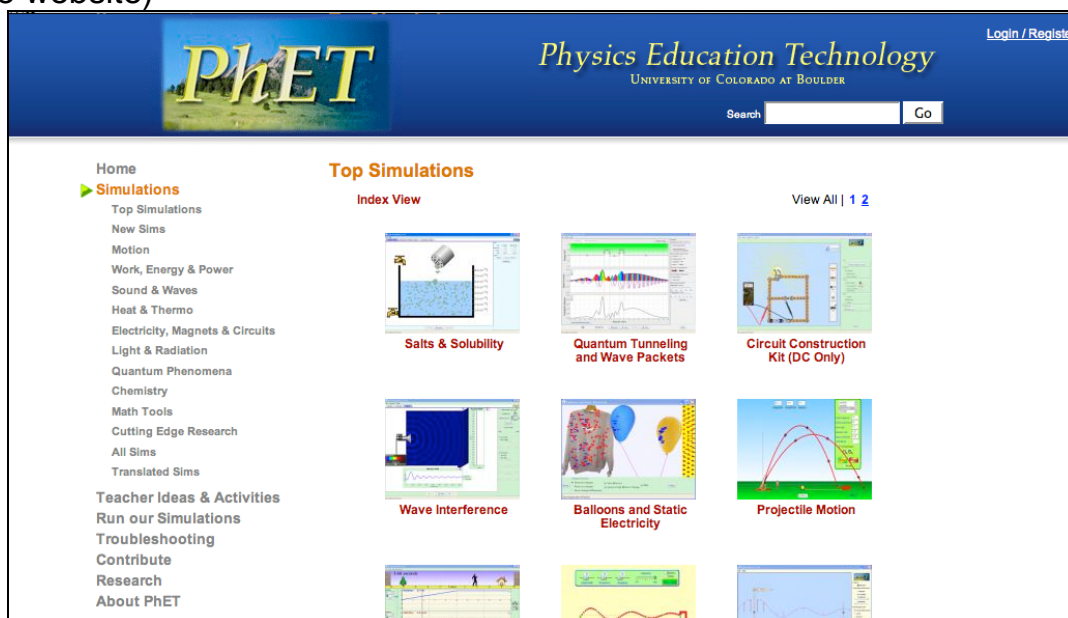 website)
PhET
Physics Education Technology
UNIVERSITY OF COLORADO AT BOULDER
Login / Registe
Search
Go
Home
Simulations
Top Simulations
New Sims
Motion
Work, Energy & Power
Sound & Waves
Heat & Thermo
Electricity, Magnets & Circuits
Light & Radiation
Quantum Phenomena
Chemistry
Math Tools
Cutting Edge Research
All Sims
Translated Sims
Teacher Ideas & Activities
Run our Simulations
Troubleshooting
Contribute
Research
About PhET
Top Simulations
Index View
View All | 1 2
Salts & Solubility
Quantum Tunneling
and Wave Packets
Circuit Construction
Kit (DC Only)
Wave Interference
Balloons and Static
Electricity
Projectile Motion